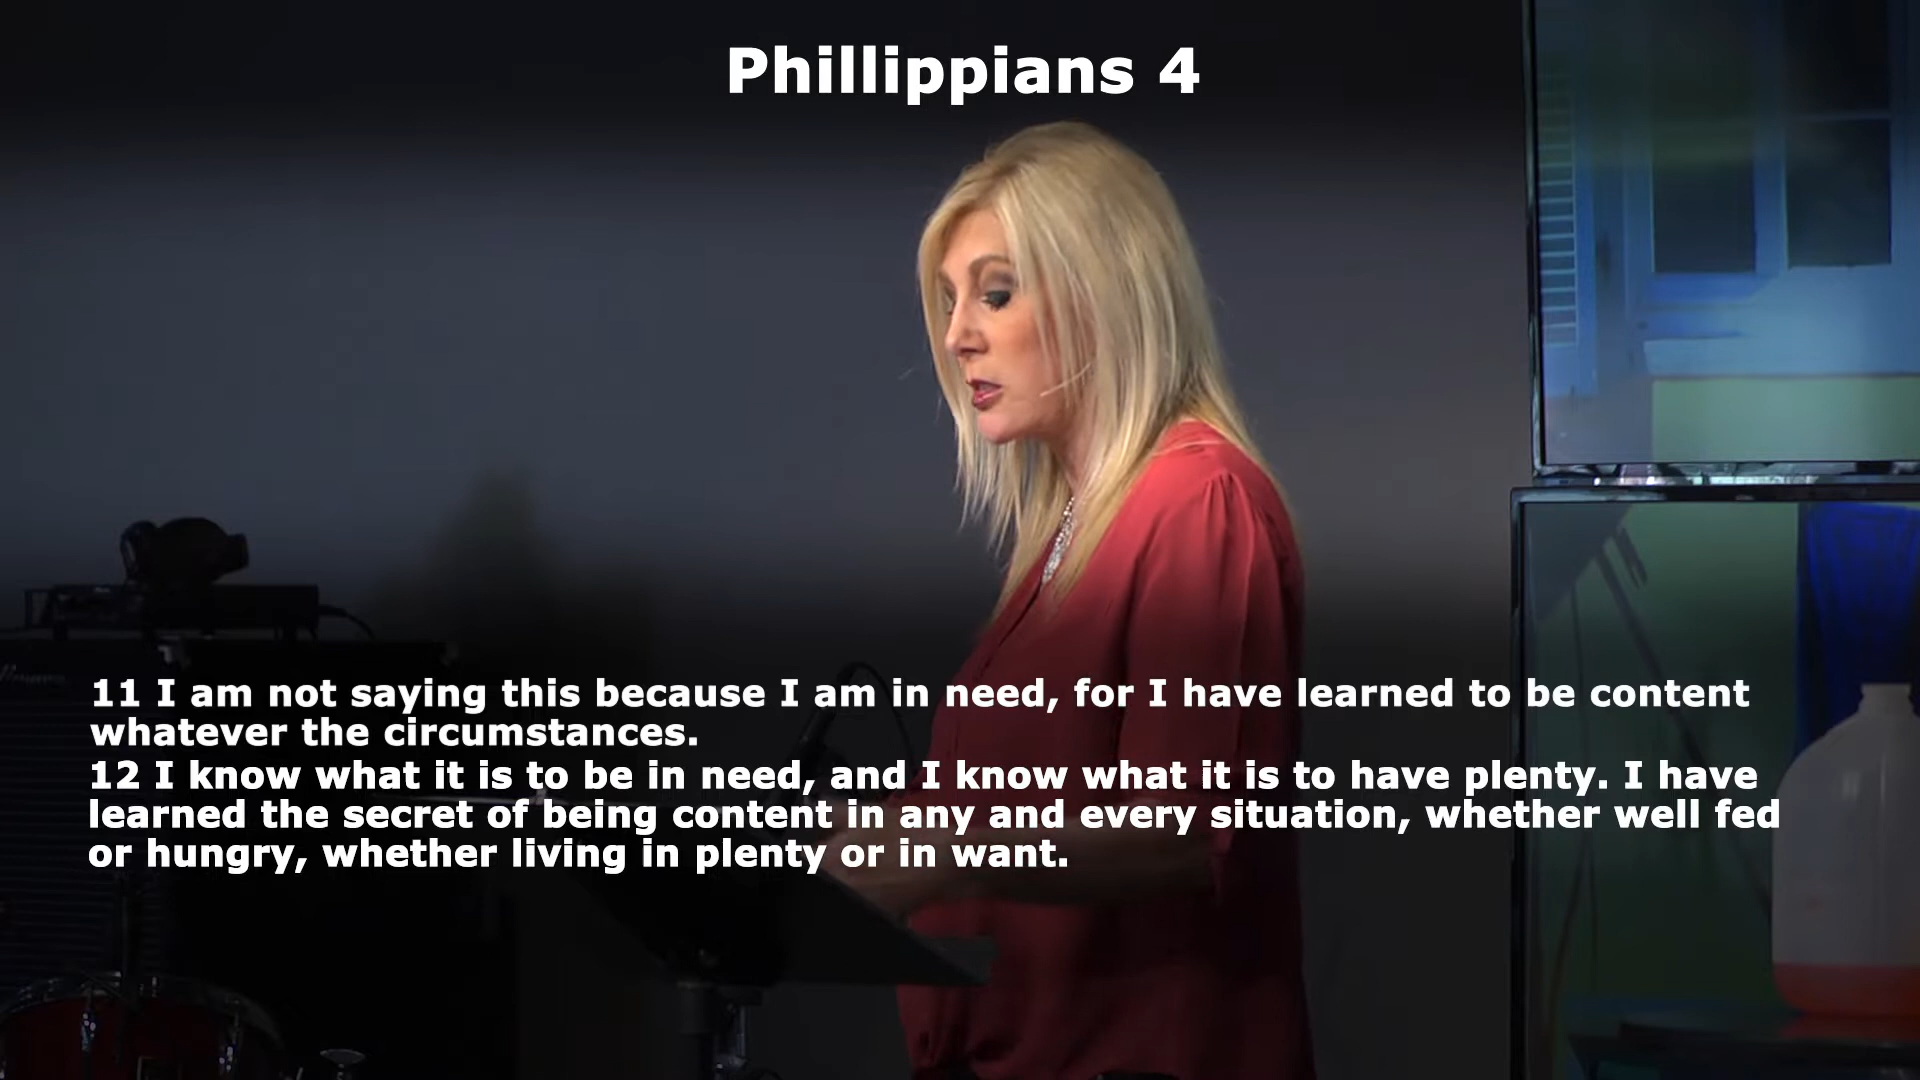 Phillippians 4
11 I am not saying this because I am in need, for I have learned to be content
whatever the circumstances.
12 I know what it is to be in need, and I know what it is to have plenty. I have
learned the secret of being content in any and every situation, whether well fed
or hungry, whether living in plenty or in want.